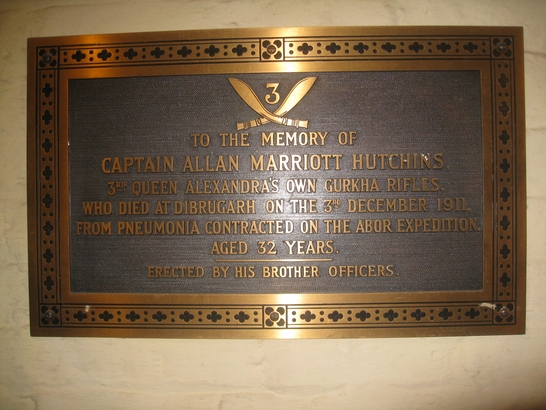 3
TO THE MEMORY OF
CAPTAIN ALLAN MARRIOTT HUTCHINS
3RD QUEEN ALEXANDRA'S OWN GURKHA RIFLES.
WHO DIED AT DIBRUGARH ON THE 3RD DECEMBER 1911.
FROM PNEUMONIA CONTRACTED ON THE ABOR EXPEDITION.
AGED 32 YEARS.
ERECTED BY HIS BROTHER OFFICERS.